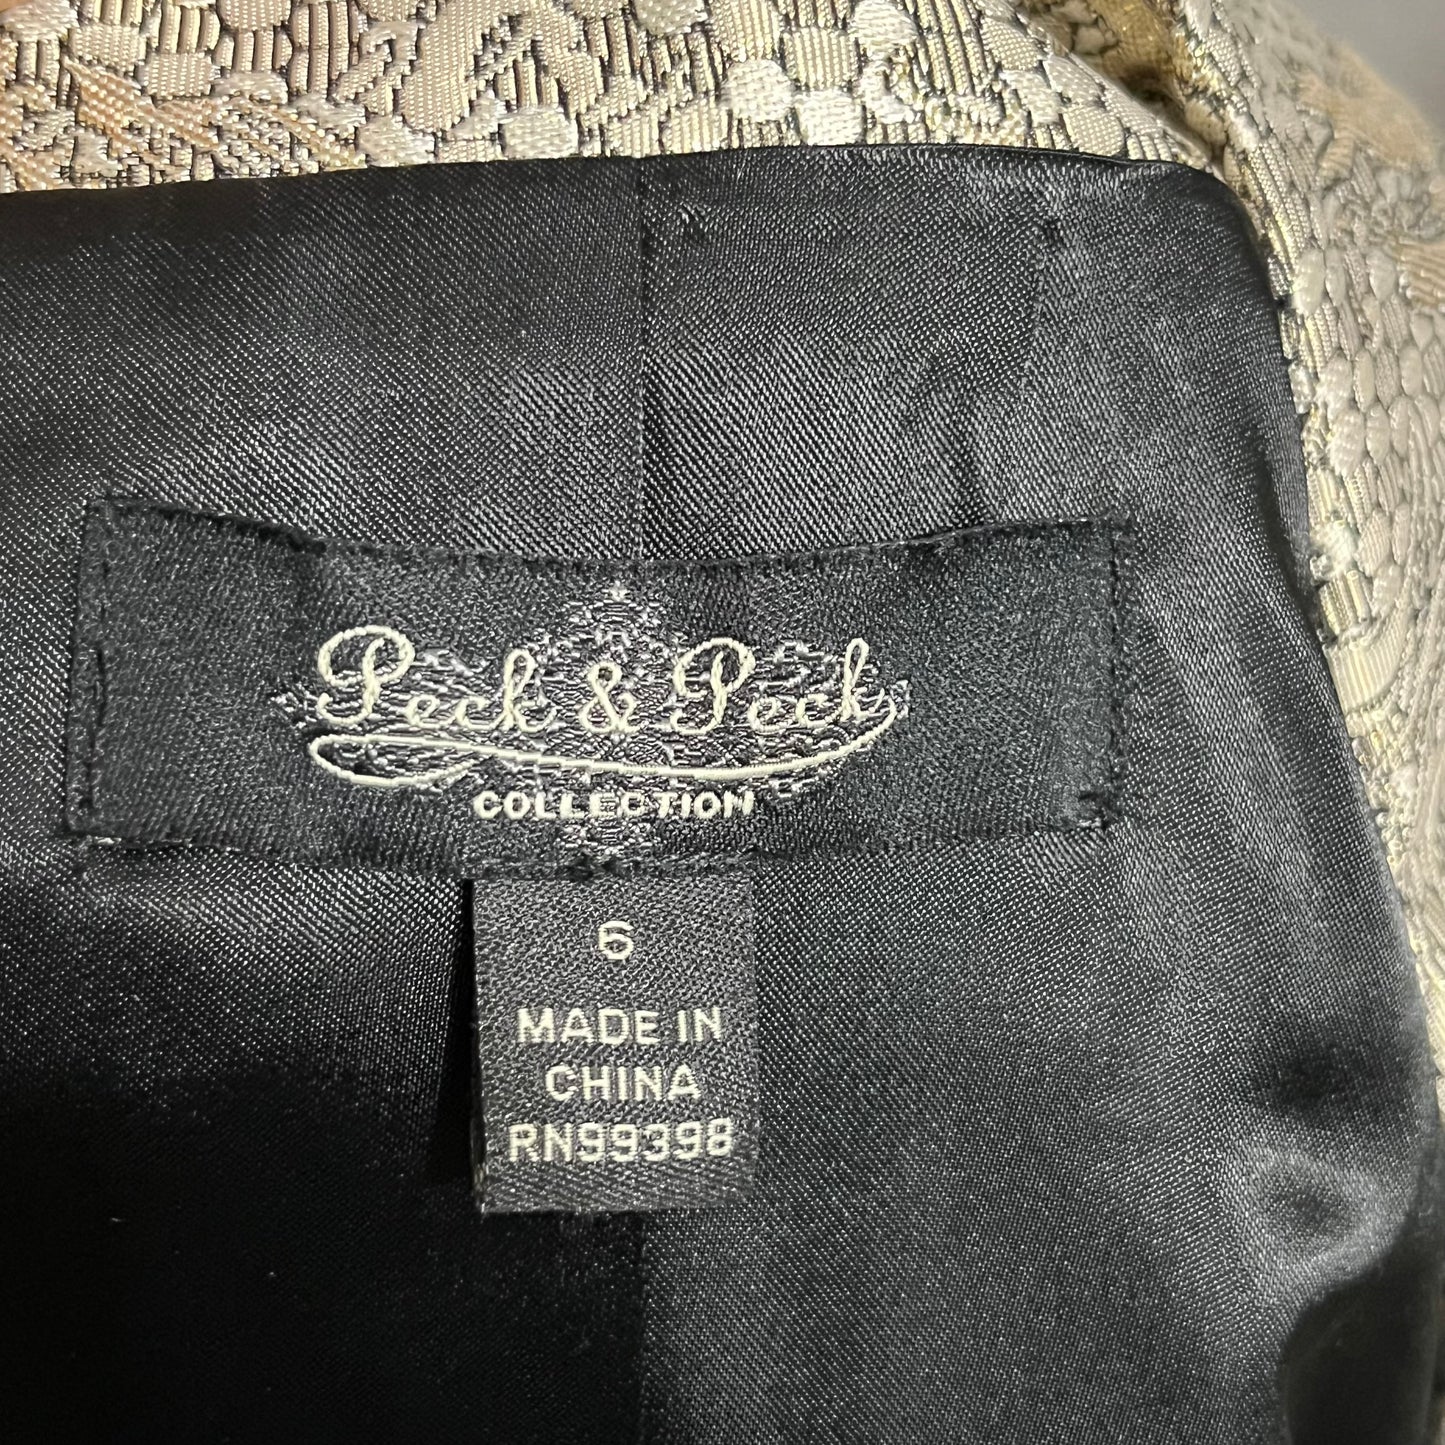 Peck & Peck
COLLECTION
6
MADE IN
CHINA
RN99398